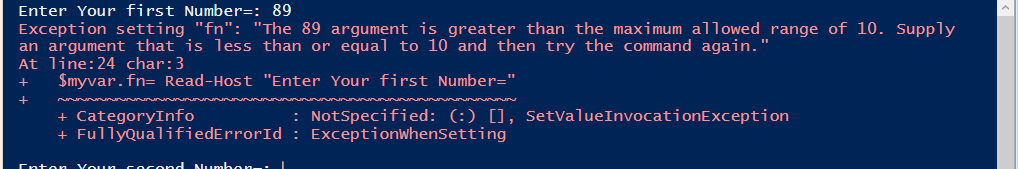 Enter Your first Number=: 89
Exception setting "fn": "The 89 argument is greater than the maximum allowed range of 10. Supply
an argument that is less than or equal to 10 and then try the command again."
At line:24 char:3
+   $myvar.fn= Read-Host "Enter Your first Number="
+   ~~~~~~~~~~~~~~~~~~~~~~~~~~~~~~~~~~~~~~~~~~~~~~~
    + CategoryInfo          : NotSpecified: (:) [], SetValueInvocationException
    + FullyQualifiedErrorId : ExceptionWhenSetting
Enter Your second Number=: